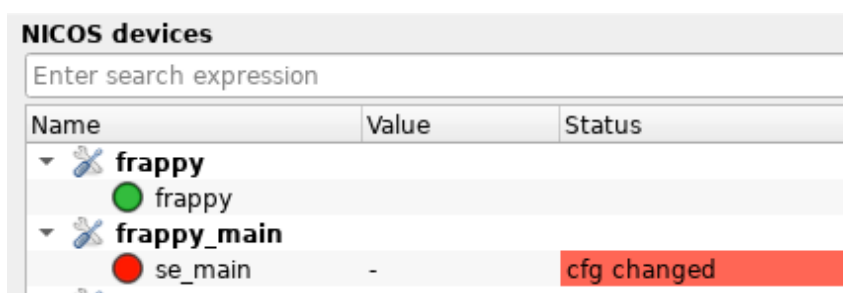 NICOS devices
Enter search expression
Name Value Status
frappy
frappy
frappy_main
se_main - cfg changed